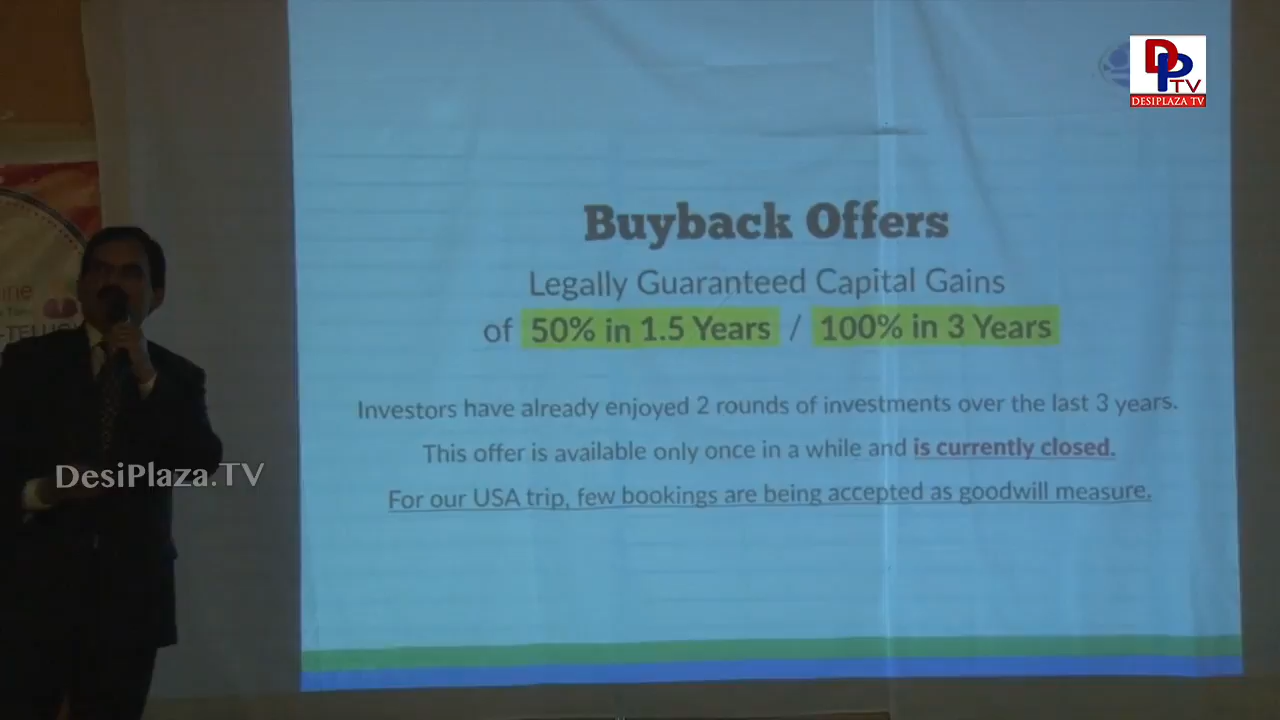 DPTV
DESIPLAZA TV
Buyback Offers
Legally Guaranteed Capital Gains
of 50% in 1.5 Years / 100% in 3 Years
Investors have already enjoyed 2 rounds of investments over the last 3 years.
This offer is available only once in a while and is currently closed.
For our USA trip, few bookings are being accepted as goodwill measure.
DesiPlaza.TV